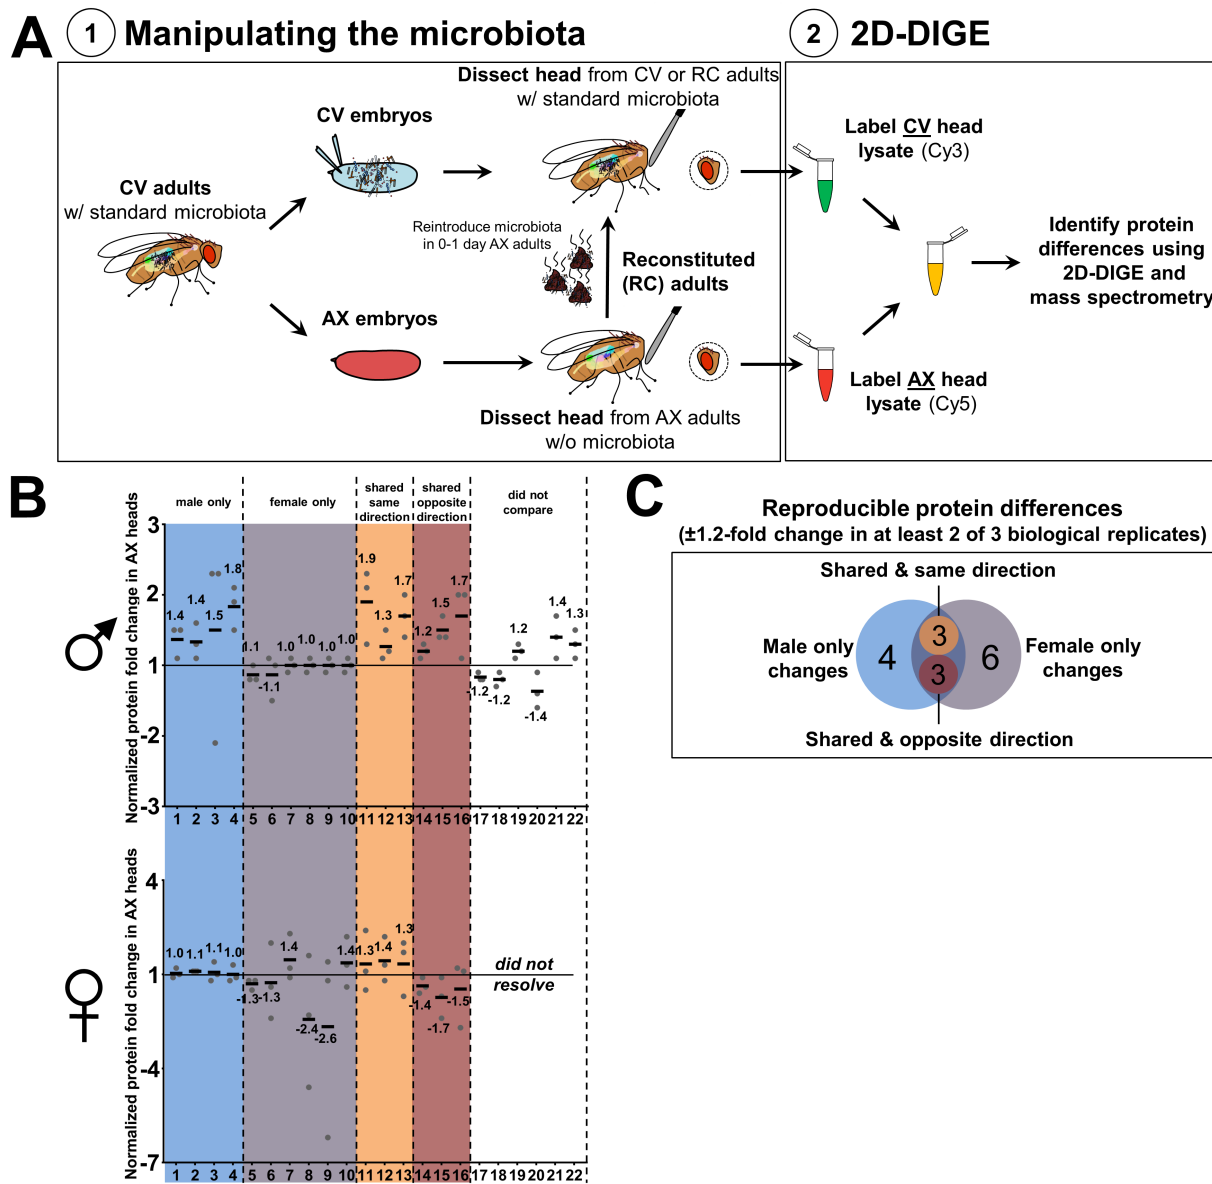 A
1 Manipulating the microbiota
2 2D-DIGE
CV adults
w/ standard microbiota
CV embryos
AX embryos
Dissect head from CV or RC adults
w/ standard microbiota
Reintroduce microbiota
in 0-1 day AX adults
Reconstituted
(RC) adults
Dissect head from AX adults
w/o microbiota
Label CV head
lysate (Cy3)
Label AX head
lysate (Cy5)
Identify protein
differences using
2D-DIGE and
mass spectrometry
B
male only
female only
shared
same
direction
shared
opposite
direction
did not
compare
Normalized protein fold change in AX heads
3
2
1
-2
-3
1.4
1.4
1.5
1.8
1.1
-1.1
1.0
1.0
1.0
1.9
1.3
1.7
1.2
1.5
1.7
-1.2
-1.2
1.2
-1.4
1.4
1.3
1 2 3 4 5 6 7 8 9 10 11 12 13 14 15 16 17 18 19 20 21 22
♂
Normalized protein fold change in AX heads
4
1
-4
-7
1.0
1.1
1.1
1.0
-1.3
-1.3
1.4
-2.4
-2.6
1.4
1.3
1.4
1.3
-1.4
-1.7
-1.5
did not
resolve
1 2 3 4 5 6 7 8 9 10 11 12 13 14 15 16 17 18 19 20 21 22
♀
C
Reproducible protein differences
(±1.2-fold change in at least 2 of 3 biological replicates)
Shared & same direction
Male only
changes
4
3
3
6
Female only
changes
Shared & opposite direction